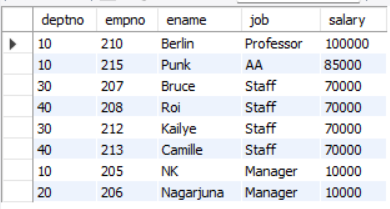 deptno empno ename job salary
10 210 Berlin Professor 100000
10 215 Punk AA 85000
30 207 Bruce Staff 70000
40 208 Roi Staff 70000
30 212 Kailye Staff 70000
40 213 Camille Staff 70000
10 205 NK Manager 10000
20 206 Nagarjuna Manager 10000